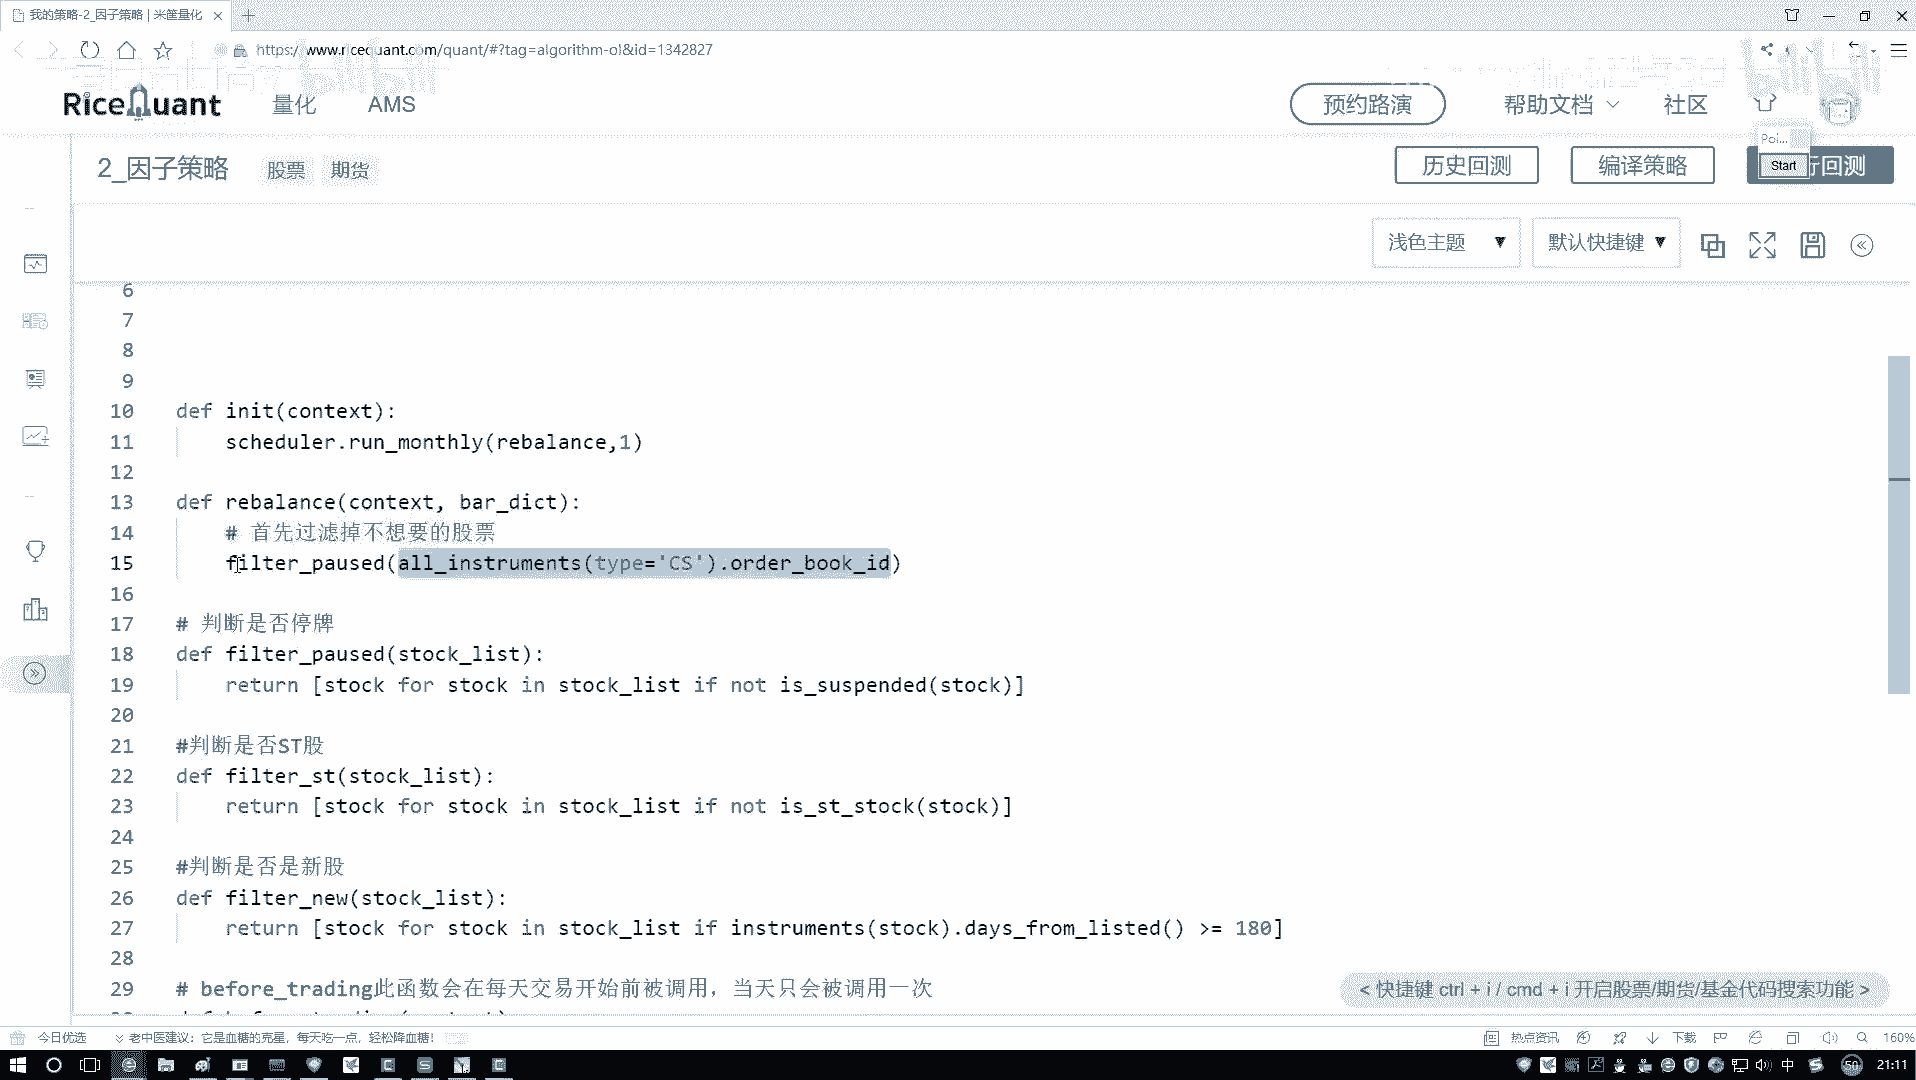 我的策略-2_因子策略 | 米筐量化
https://www.ricequant.com/quant/#?tag=algorithm-ol&id=1342827
bilibili
bilibili
RiceQuant 量化 AMS 预约路演 帮助文档 社区
Poi...
Start
2_因子策略 股票 期货 历史回测 编译策略 行回测
浅色主题 ▼ 默认快捷键 ▼
6
7
8
9
10 def init(context):
11 scheduler.run_monthly(rebalance,1)
12
13 def rebalance(context, bar_dict):
14 # 首先过滤掉不想要的股票
15 filter_paused(all_instruments(type='CS').order_book_id)
16
17 # 判断是否停牌
18 def filter_paused(stock_list):
19 return [stock for stock in stock_list if not is_suspended(stock)]
20
21 #判断是否ST股
22 def filter_st(stock_list):
23 return [stock for stock in stock_list if not is_st_stock(stock)]
24
25 #判断是否是新股
26 def filter_new(stock_list):
27 return [stock for stock in stock_list if instruments(stock).days_from_listed() >= 180]
28
29 # before_trading此函数会在每天交易开始前被调用，当天只会被调用一次
< 快捷键 ctrl + i / cmd + i 开启股票/期货/基金代码搜索功能 >
今日优选 老中医建议：它是血糖的克星，每天吃一点，轻松降血糖！ 热点资讯 下载 160%
中 50 21:11